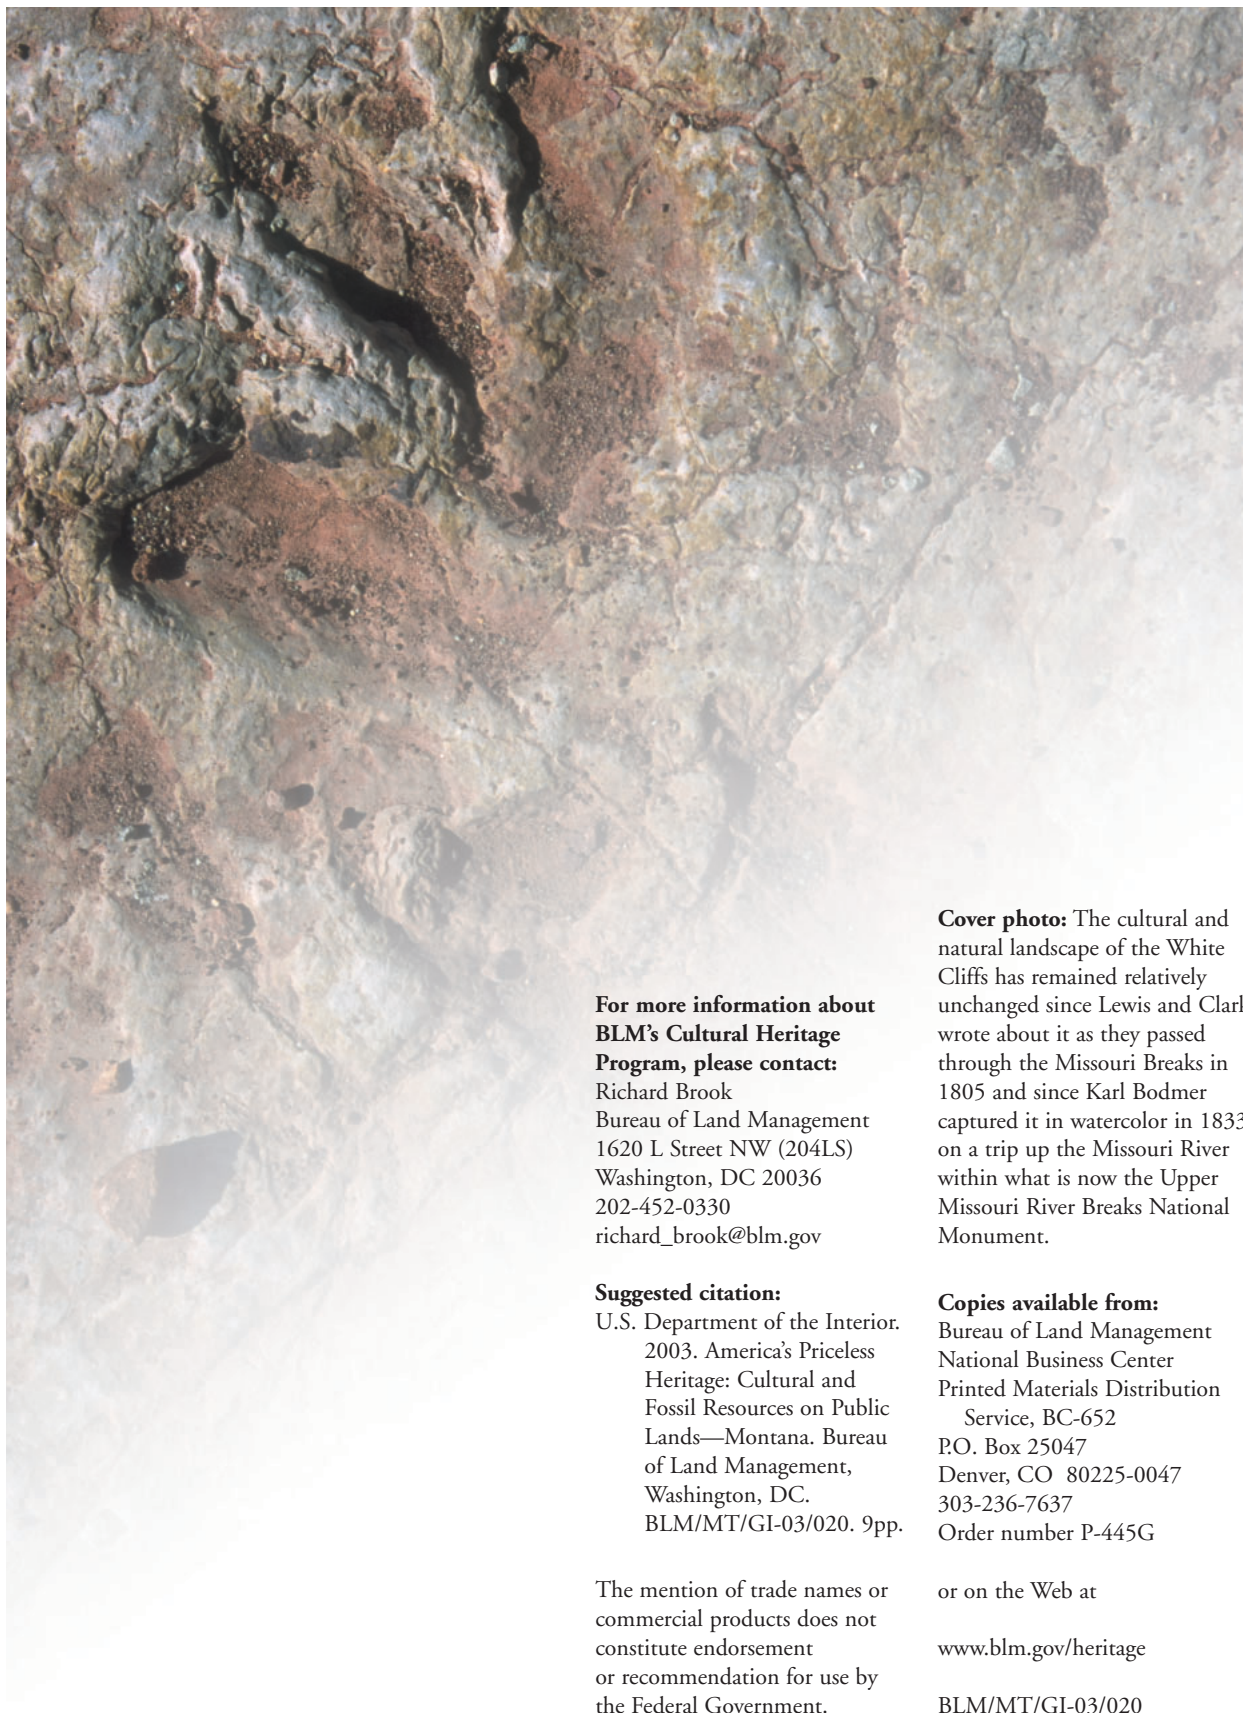 For more information about
BLM's Cultural Heritage
Program, please contact:
Richard Brook
Bureau of Land Management
1620 L Street NW (204LS)
Washington, DC 20036
202-452-0330
richard_brook@blm.gov
Suggested citation:
U.S. Department of the Interior.
2003. America's Priceless
Heritage: Cultural and
Fossil Resources on Public
Lands—Montana. Bureau
of Land Management,
Washington, DC.
BLM/MT/GI-03/020. 9pp.
The mention of trade names or
commercial products does not
constitute endorsement
or recommendation for use by
the Federal Government.
Cover photo: The cultural and
natural landscape of the White
Cliffs has remained relatively
unchanged since Lewis and Clark
wrote about it as they passed
through the Missouri Breaks in
1805 and since Karl Bodmer
captured it in watercolor in 1833
on a trip up the Missouri River
within what is now the Upper
Missouri River Breaks National
Monument.
Copies available from:
Bureau of Land Management
National Business Center
Printed Materials Distribution
Service, BC-652
P.O. Box 25047
Denver, CO 80225-0047
303-236-7637
Order number P-445G
or on the Web at
www.blm.gov/heritage
BLM/MT/GI-03/020